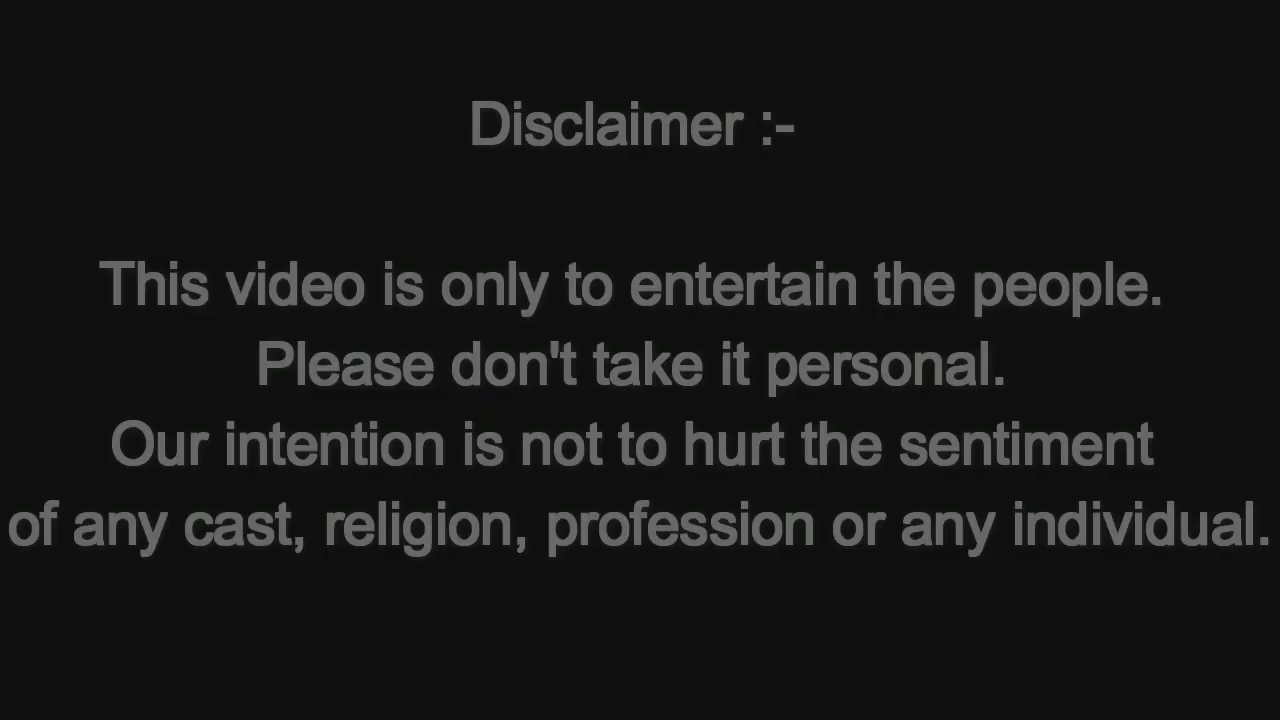 Disclaimer :-
This video is only to entertain the people.
Please don't take it personal.
Our intention is not to hurt the sentiment
of any cast, religion, profession or any individual.